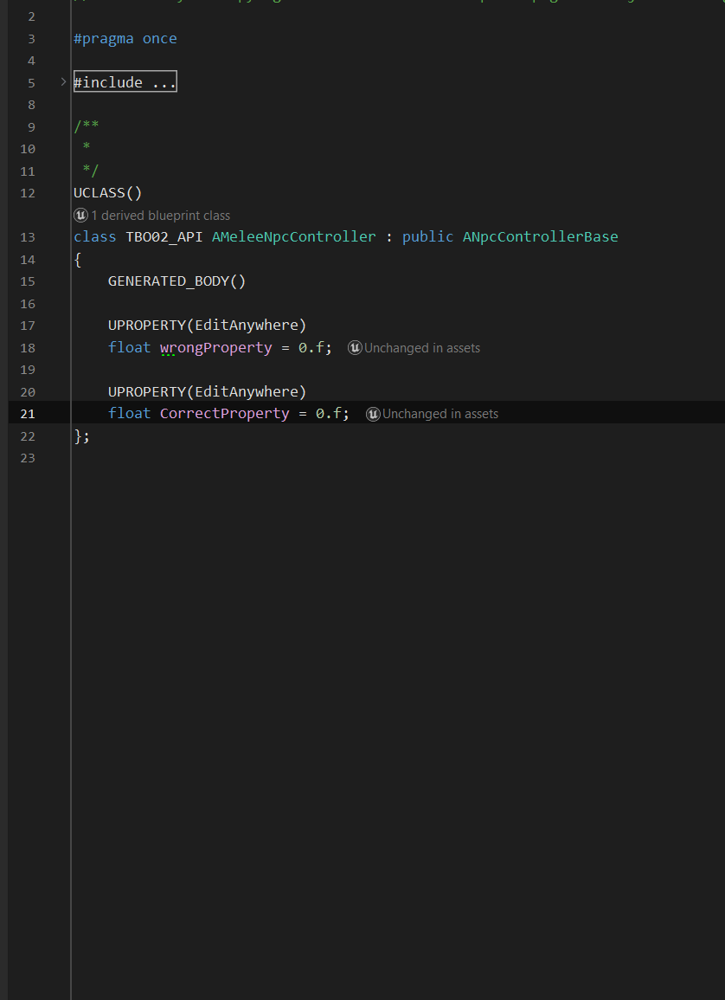 2
3 #pragma once
4
5 #include ...
8
9 /**
10 *
11 */
12 UCLASS()
1 derived blueprint class
13 class TBO02_API AMeleeNpcController : public ANpcControllerBase
14 {
15 GENERATED_BODY()
16
17 UPROPERTY(EditAnywhere)
18 float wrongProperty = 0.f; Unchanged in assets
19
20 UPROPERTY(EditAnywhere)
21 float CorrectProperty = 0.f; Unchanged in assets
22 };
23